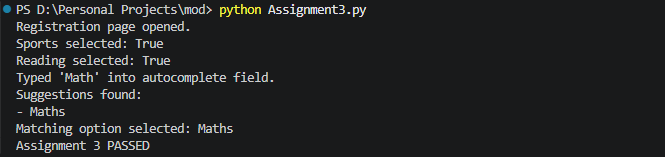 PS D:\Personal Projects\mod> python Assignment3.py
Registration page opened.
Sports selected: True
Reading selected: True
Typed 'Math' into autocomplete field.
Suggestions found:
- Maths
Matching option selected: Maths
Assignment 3 PASSED